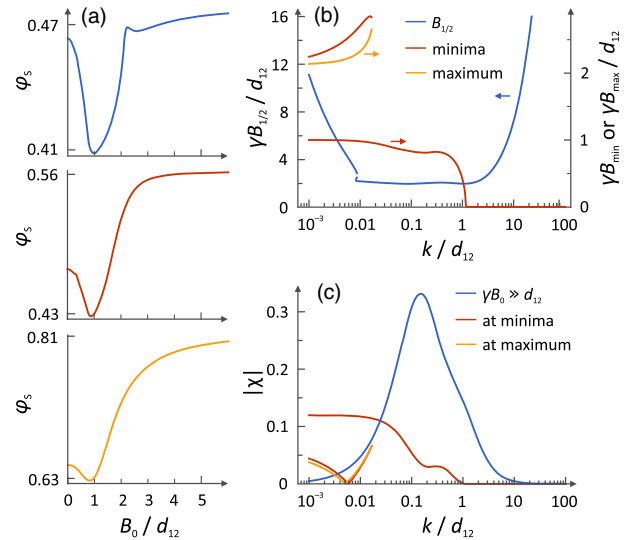 (a)
0.47
φs
0.41
0.56
φs
0.43
0.81
φs
0.63
0 1 2 3 4 5
B0 / d12
(b)
B1/2
minima
maximum
16
12
8
4
0
γB1/2 / d12
2
1
0
γBmin or γBmax / d12
10−3 0.01 0.1 1 10 100
k / d12
(c)
γB0 ≫ d12
at minima
at maximum
0.3
0.2
0.1
0
|χ|
10−3 0.01 0.1 1 10 100
k / d12